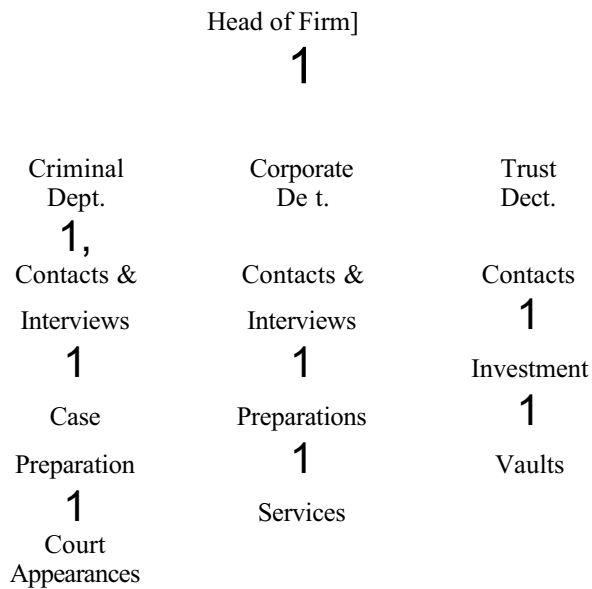 Head of Firm]
1
Criminal Corporate Trust
Dept. De t. Dect.
1,
Contacts & Contacts & Contacts
Interviews Interviews 1
1 1 Investment
Case Preparations 1
Preparation 1 Vaults
1 Services
Court
Appearances